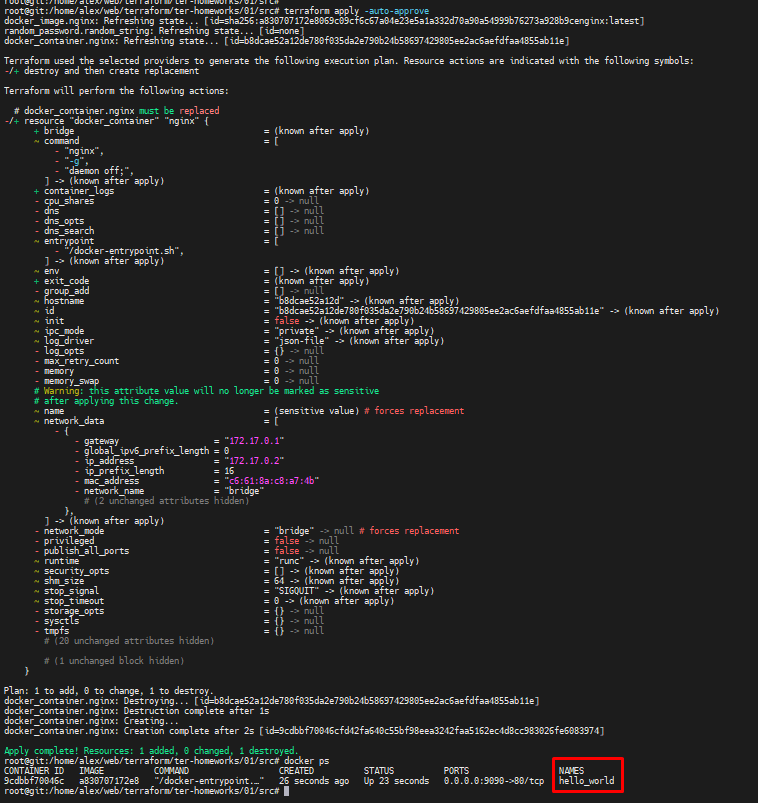 root@git:/home/alex/web/terraform/ter-homeworks/01/src# terraform apply -auto-approve
docker_image.nginx: Refreshing state... [id=sha256:a830707172e8069c09cf6c67a04e23e5a1a332d70a90a54999b76273a928b9cenginx:latest]
random_password.random_string: Refreshing state... [id=none]
docker_container.nginx: Refreshing state... [id=b8dcae52a12de780f035da2e790b24b58697429805ee2ac6aefdfaa4855ab11e]
Terraform used the selected providers to generate the following execution plan. Resource actions are indicated with the following symbols:
-/+ destroy and then create replacement
Terraform will perform the following actions:
# docker_container.nginx must be replaced
-/+ resource "docker_container" "nginx" {
+ bridge = (known after apply)
~ command = [
- "nginx",
- "-g",
- "daemon off;",
] -> (known after apply)
+ container_logs = (known after apply)
- cpu_shares = 0 -> null
- dns = [] -> null
- dns_opts = [] -> null
- dns_search = [] -> null
~ entrypoint = [
- "/docker-entrypoint.sh",
] -> (known after apply)
~ env = [] -> (known after apply)
+ exit_code = (known after apply)
- group_add = [] -> null
~ hostname = "b8dcae52a12d" -> (known after apply)
~ id = "b8dcae52a12de780f035da2e790b24b58697429805ee2ac6aefdfaa4855ab11e" -> (known after apply)
~ init = false -> (known after apply)
~ ipc_mode = "private" -> (known after apply)
~ log_driver = "json-file" -> (known after apply)
- log_opts = {} -> null
- max_retry_count = 0 -> null
- memory = 0 -> null
- memory_swap = 0 -> null
# Warning: this attribute value will no longer be marked as sensitive
# after applying this change.
~ name = (sensitive value) # forces replacement
~ network_data = [
- {
- gateway = "172.17.0.1"
- global_ipv6_prefix_length = 0
- ip_address = "172.17.0.2"
- ip_prefix_length = 16
- mac_address = "c6:61:8a:c8:a7:4b"
- network_name = "bridge"
# (2 unchanged attributes hidden)
},
] -> (known after apply)
- network_mode = "bridge" -> null # forces replacement
- privileged = false -> null
- publish_all_ports = false -> null
~ runtime = "runc" -> (known after apply)
~ security_opts = [] -> (known after apply)
~ shm_size = 64 -> (known after apply)
~ stop_signal = "SIGQUIT" -> (known after apply)
~ stop_timeout = 0 -> (known after apply)
- storage_opts = {} -> null
- sysctls = {} -> null
- tmpfs = {} -> null
# (20 unchanged attributes hidden)
# (1 unchanged block hidden)
}
Plan: 1 to add, 0 to change, 1 to destroy.
docker_container.nginx: Destroying... [id=b8dcae52a12de780f035da2e790b24b58697429805ee2ac6aefdfaa4855ab11e]
docker_container.nginx: Destruction complete after 1s
docker_container.nginx: Creating...
docker_container.nginx: Creation complete after 2s [id=9cdbbf70046cfd42fa640c55bf98eea3242faa5162ec4d8cc983026fe6083974]
Apply complete! Resources: 1 added, 0 changed, 1 destroyed.
root@git:/home/alex/web/terraform/ter-homeworks/01/src# docker ps
CONTAINER ID IMAGE COMMAND CREATED STATUS PORTS NAMES
9cdbbf70046c a830707172e8 "/docker-entrypoint.…" 26 seconds ago Up 23 seconds 0.0.0.0:9090->80/tcp hello_world
root@git:/home/alex/web/terraform/ter-homeworks/01/src#